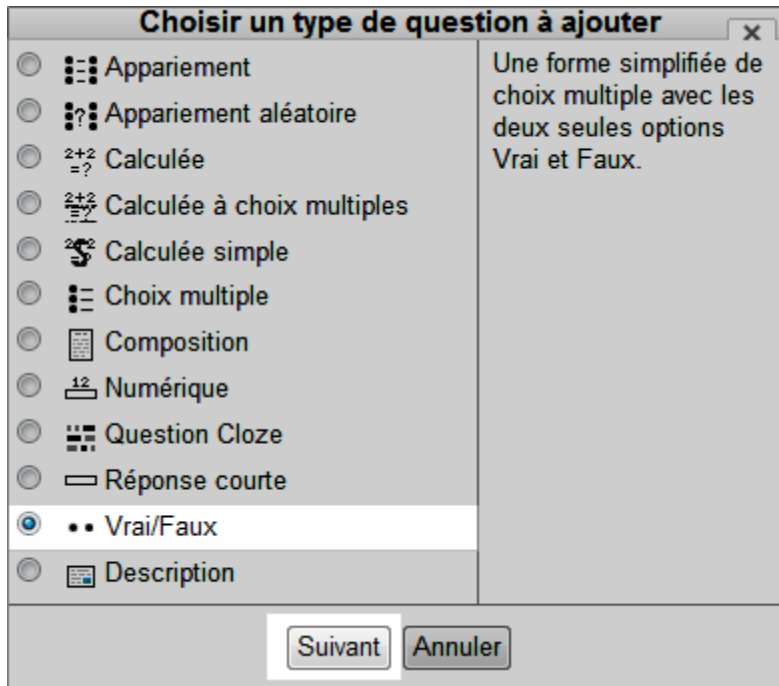 Choisir un type de question à ajouter
Appariement
Appariement aléatoire
Calculée
Calculée à choix multiples
Calculée simple
Choix multiple
Composition
Numérique
Question Cloze
Réponse courte
Vrai/Faux
Description
Une forme simplifiée de
choix multiple avec les
deux seules options
Vrai et Faux.
Suivant
Annuler